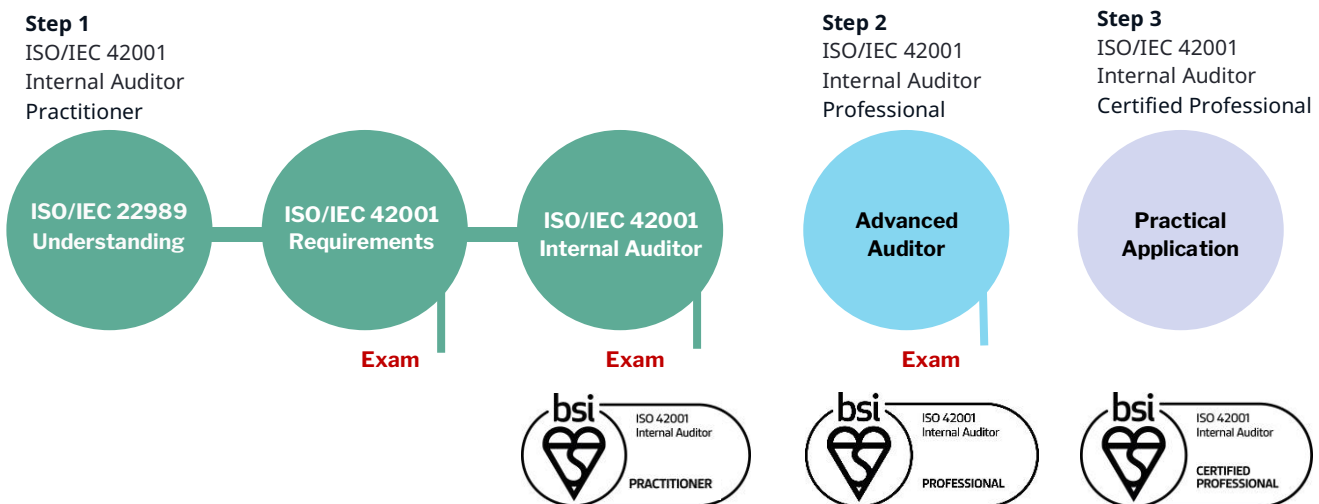 Step 1
ISO/IEC 42001
Internal Auditor
Practitioner
Step 2
ISO/IEC 42001
Internal Auditor
Professional
Step 3
ISO/IEC 42001
Internal Auditor
Certified Professional
ISO/IEC 22989
Understanding
ISO/IEC 42001
Requirements
ISO/IEC 42001
Internal Auditor
Advanced
Auditor
Practical
Application
Exam
Exam
Exam
bsi
ISO 42001
Internal Auditor
PRACTITIONER
bsi
ISO 42001
Internal Auditor
PROFESSIONAL
bsi
ISO 42001
Internal Auditor
CERTIFIED
PROFESSIONAL